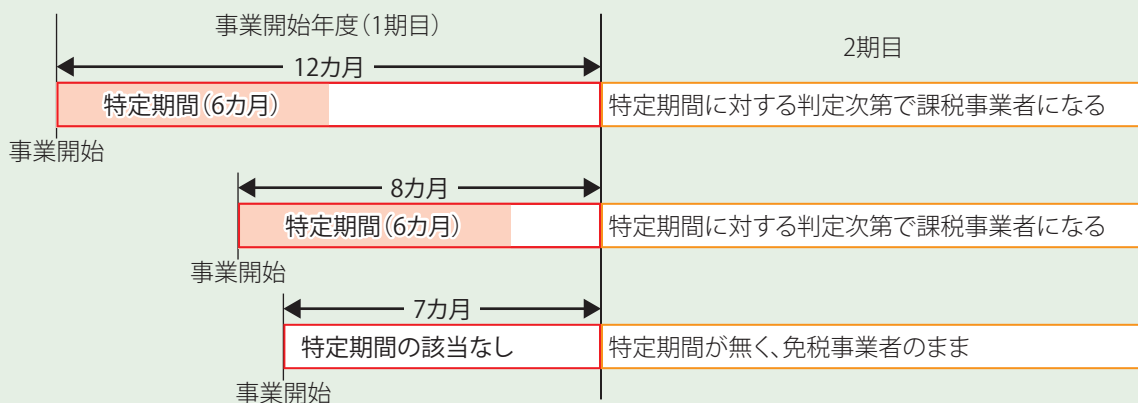 事業開始年度（1期目）
2期目
12カ月
特定期間（6カ月）
特定期間に対する判定次第で課税事業者になる
事業開始
8カ月
特定期間（6カ月）
特定期間に対する判定次第で課税事業者になる
事業開始
7カ月
特定期間の該当なし
特定期間が無く、免税事業者のまま
事業開始